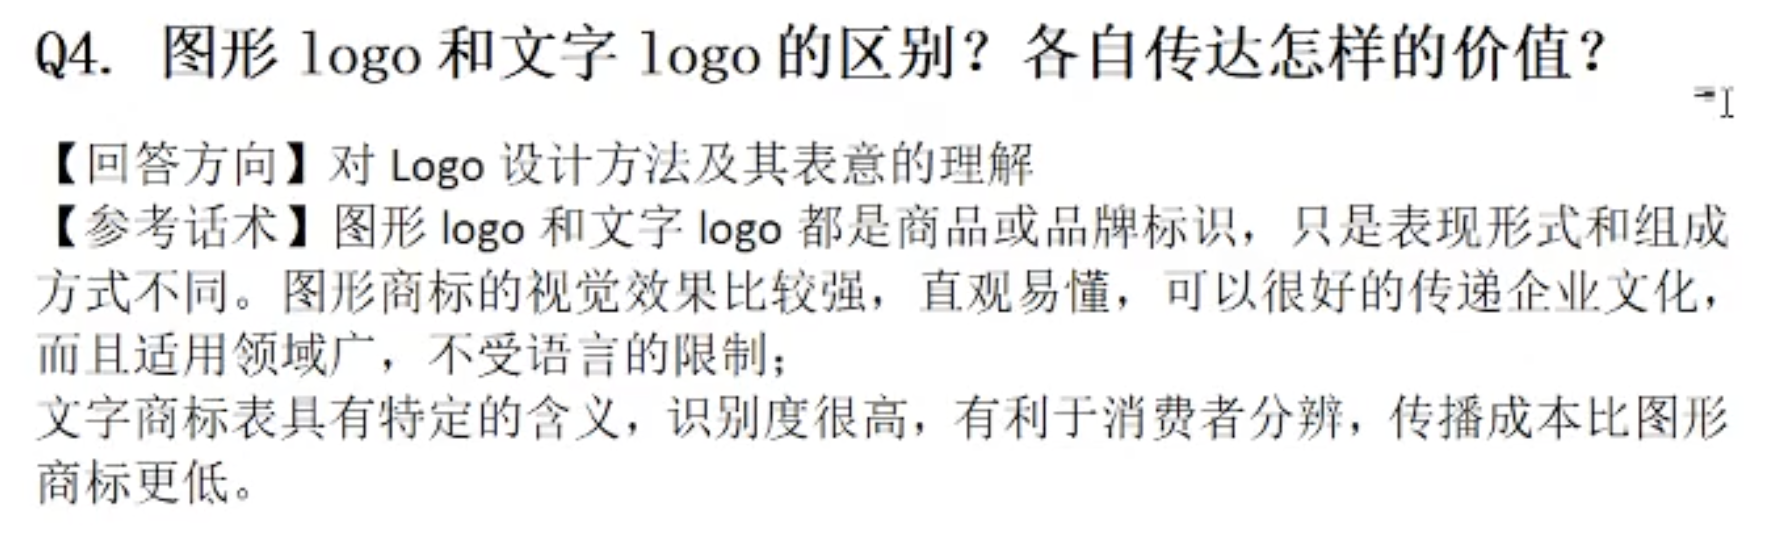 Q4. 图形 logo 和文字 logo 的区别？各自传达怎样的价值？
【回答方向】对 Logo 设计方法及其表意的理解
【参考话术】图形 logo 和文字 logo 都是商品或品牌标识，只是表现形式和组成
方式不同。图形商标的视觉效果比较强，直观易懂，可以很好的传递企业文化，
而且适用领域广，不受语言的限制；
文字商标表具有特定的含义，识别度很高，有利于消费者分辨，传播成本比图形
商标更低。